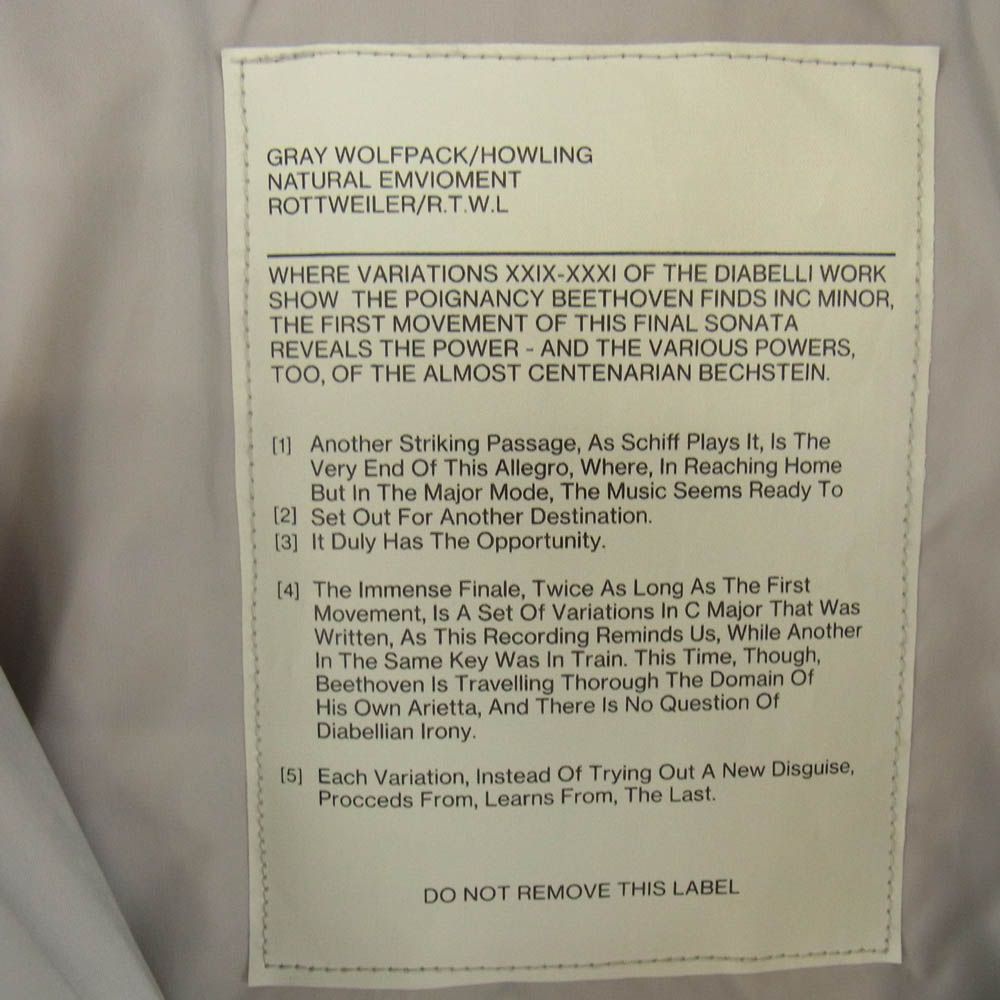 GRAY WOLFPACK/HOWLING
NATURAL EMVIOMENT
ROTTWEILER/R.T.W.L
WHERE VARIATIONS XXIX-XXXI OF THE DIABELLI WORK
SHOW THE POIGNANCY BEETHOVEN FINDS INC MINOR,
THE FIRST MOVEMENT OF THIS FINAL SONATA
REVEALS THE POWER - AND THE VARIOUS POWERS,
TOO, OF THE ALMOST CENTENARIAN BECHSTEIN.
[1] Another Striking Passage, As Schiff Plays It, Is The
Very End Of This Allegro, Where, In Reaching Home
But In The Major Mode, The Music Seems Ready To
[2] Set Out For Another Destination.
[3] It Duly Has The Opportunity.
[4] The Immense Finale, Twice As Long As The First
Movement, Is A Set Of Variations In C Major That Was
Written, As This Recording Reminds Us, While Another
In The Same Key Was In Train. This Time, Though,
Beethoven Is Travelling Thorough The Domain Of
His Own Arietta, And There Is No Question Of
Diabellian Irony.
[5] Each Variation, Instead Of Trying Out A New Disguise,
Procceds From, Learns From, The Last.
DO NOT REMOVE THIS LABEL